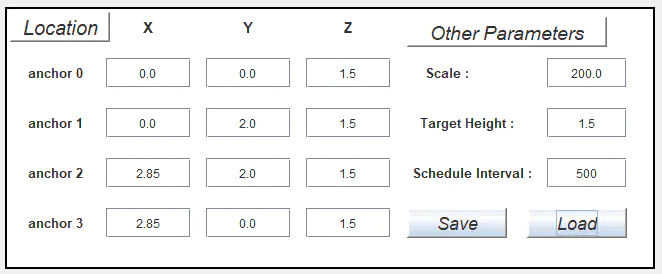 Location X Y Z Other Parameters
anchor 0 0.0 0.0 1.5 Scale : 200.0
anchor 1 0.0 2.0 1.5 Target Height : 1.5
anchor 2 2.85 2.0 1.5 Schedule Interval : 500
anchor 3 2.85 0.0 1.5 Save Load